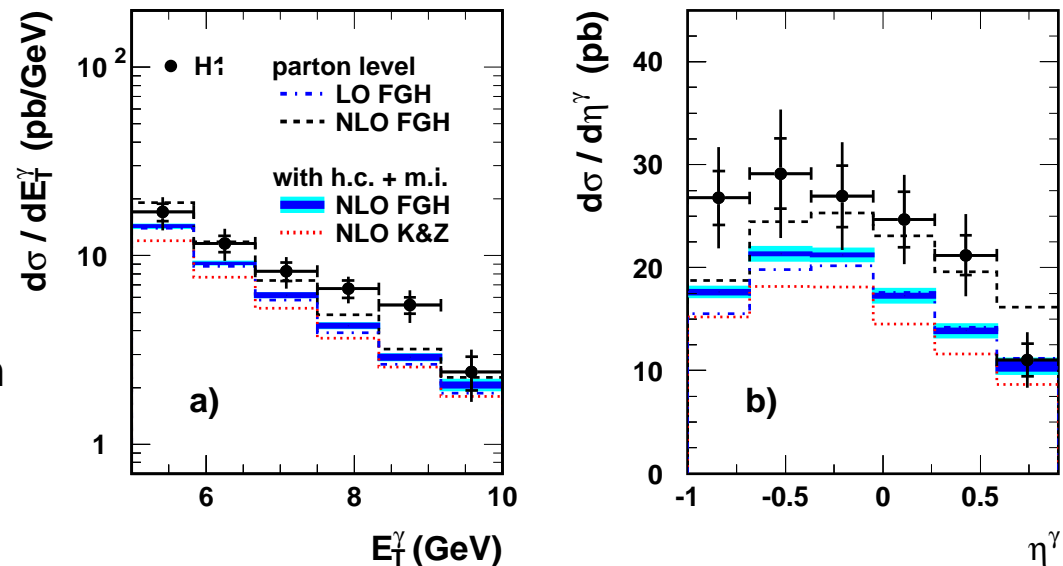 dσ / dE_T^γ (pb/GeV)
10^2
10
1
H1
parton level
LO FGH
NLO FGH
with h.c. + m.i.
NLO FGH
NLO K&Z
a)
6
8
10
E_T^γ (GeV)
dσ / dη^γ (pb)
40
30
20
10
0
b)
-1
-0.5
0
0.5
η^γ